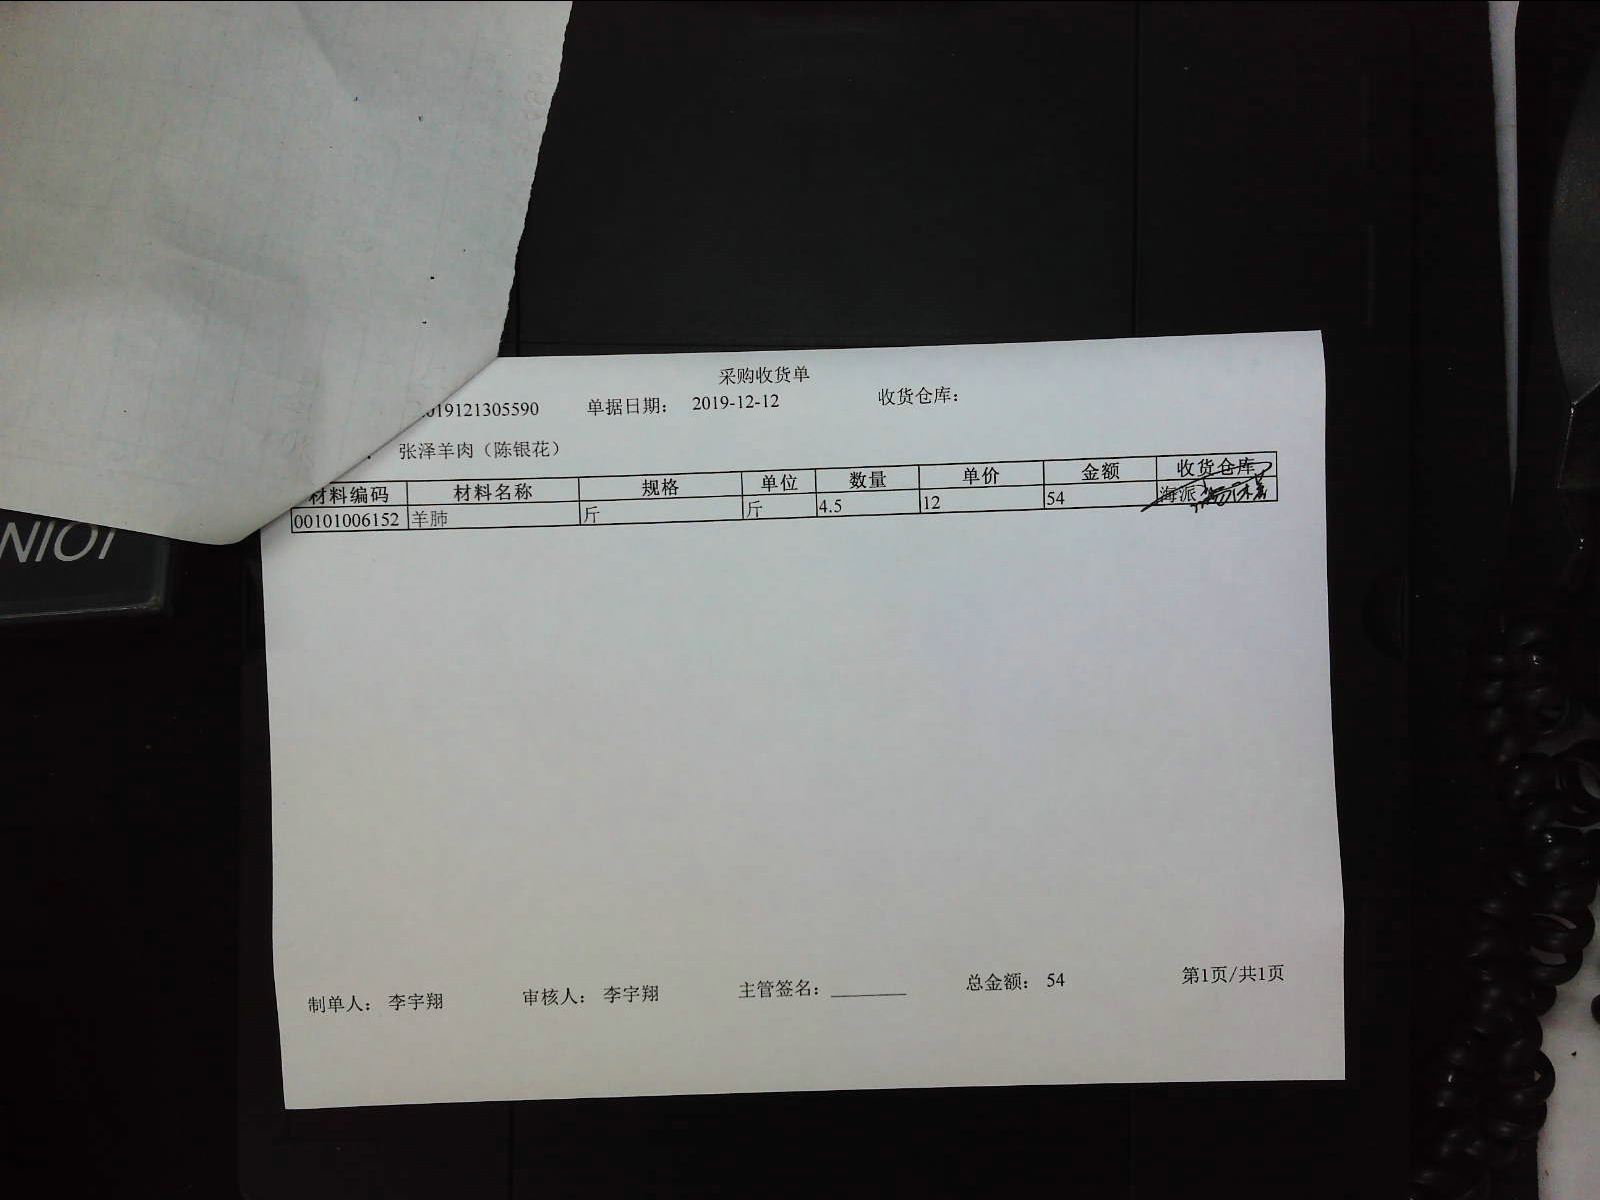 采购收货单
019121305590 单据日期： 2019-12-12 收货仓库：
张泽羊肉（陈银花）
材料编码 材料名称 规格 单位 数量 单价 金额 收货仓库
00101006152 羊肺 斤 斤 4.5 12 54 海派
制单人： 李宇翔 审核人： 李宇翔 主管签名：________ 总金额： 54 第1页/共1页